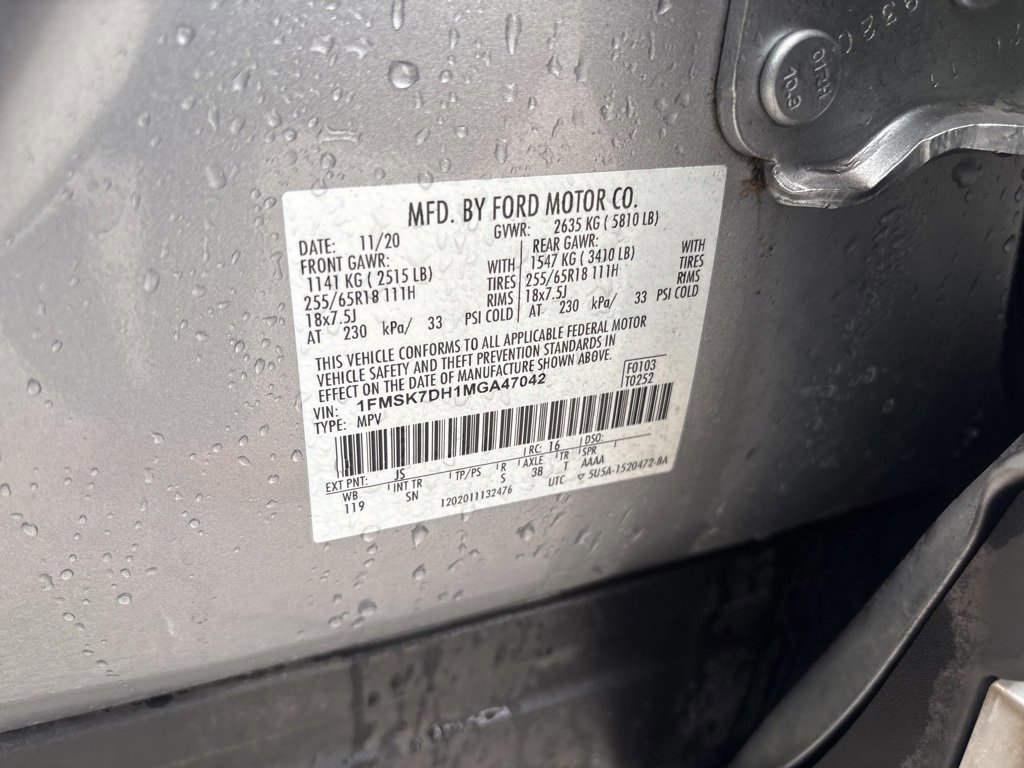 MFD. BY FORD MOTOR CO.
DATE: 11/20 GVWR: 2635 KG ( 5810 LB)
FRONT GAWR: REAR GAWR:
1141 KG ( 2515 LB) WITH 1547 KG ( 3410 LB) WITH
255/65R18 111H TIRES 255/65R18 111H TIRES
18x7.5J RIMS 18x7.5J RIMS
AT 230 kPa/ 33 PSI COLD AT 230 kPa/ 33 PSI COLD
THIS VEHICLE CONFORMS TO ALL APPLICABLE FEDERAL MOTOR
VEHICLE SAFETY AND THEFT PREVENTION STANDARDS IN
EFFECT ON THE DATE OF MANUFACTURE SHOWN ABOVE.
VIN: 1FMSK7DH1MGA47042 F0103
TYPE: MPV T0252
EXT PNT: JS RC: 16 DSO:
WB INT TR TP/PS R AXLE TR SPR
119 SN S 3B T AAAA
1202011132476 UTC ▽ 5U5A-1520472-BA
OTRH
10.9